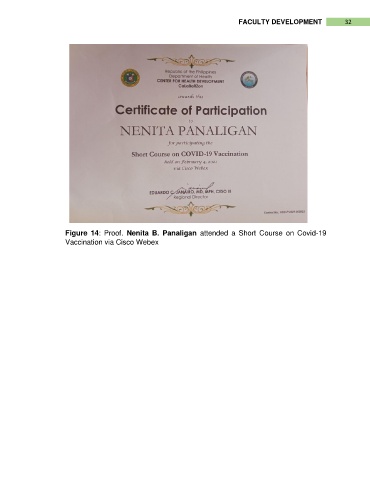 FACULTY DEVELOPMENT 32
Republic of the Philippines
Department of Health
CENTER FOR HEALTH DEVELOPMENT
CaLaBaRZon
awards this
Certificate of Participation
to
NENITA PANALIGAN
for participating the
Short Course on COVID-19 Vaccination
held on February 4, 2021
via Cisco Webex
EDUARDO C. JANAIRO, MD, MPH, CESO III
Regional Director
Figure 14: Proof. Nenita B. Panaligan attended a Short Course on Covid-19
Vaccination via Cisco Webex